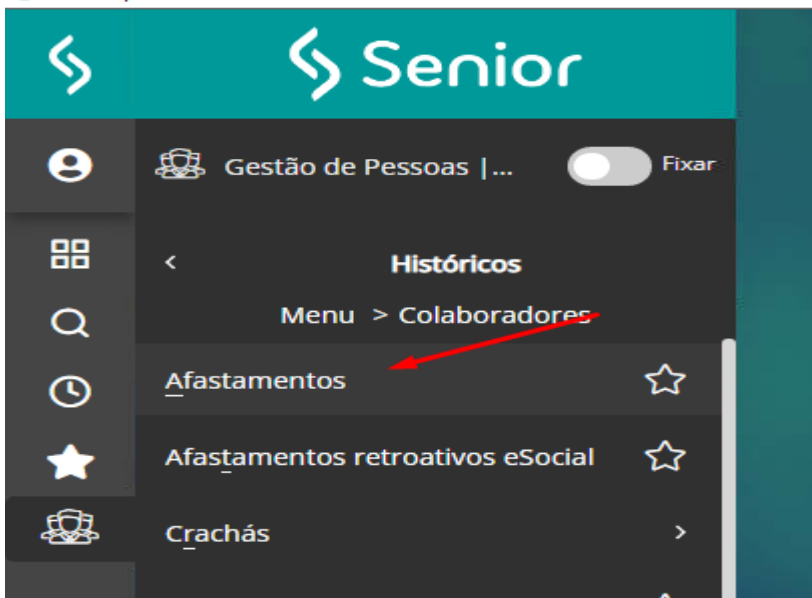 Senior
Gestão de Pessoas |...
Fixar
Históricos
Menu > Colaboradores
Afastamentos
Afastamentos retroativos eSocial
Crachás